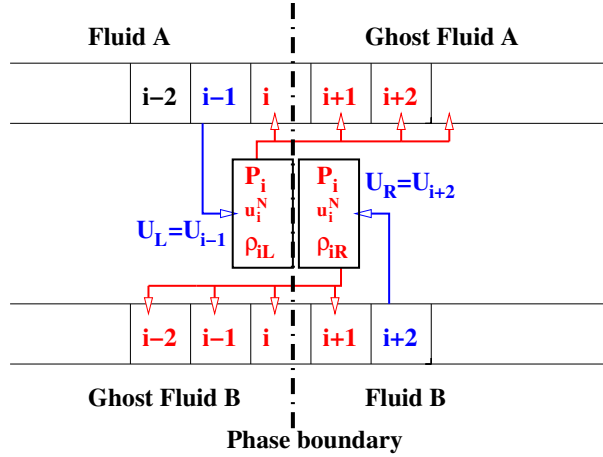 Fluid A
Ghost Fluid A
i−2 i−1 i i+1 i+2
P_i
u_i^N
ρ_iL
P_i
u_i^N
ρ_iR
U_R=U_i+2
U_L=U_i−1
i−2 i−1 i i+1 i+2
Ghost Fluid B
Fluid B
Phase boundary